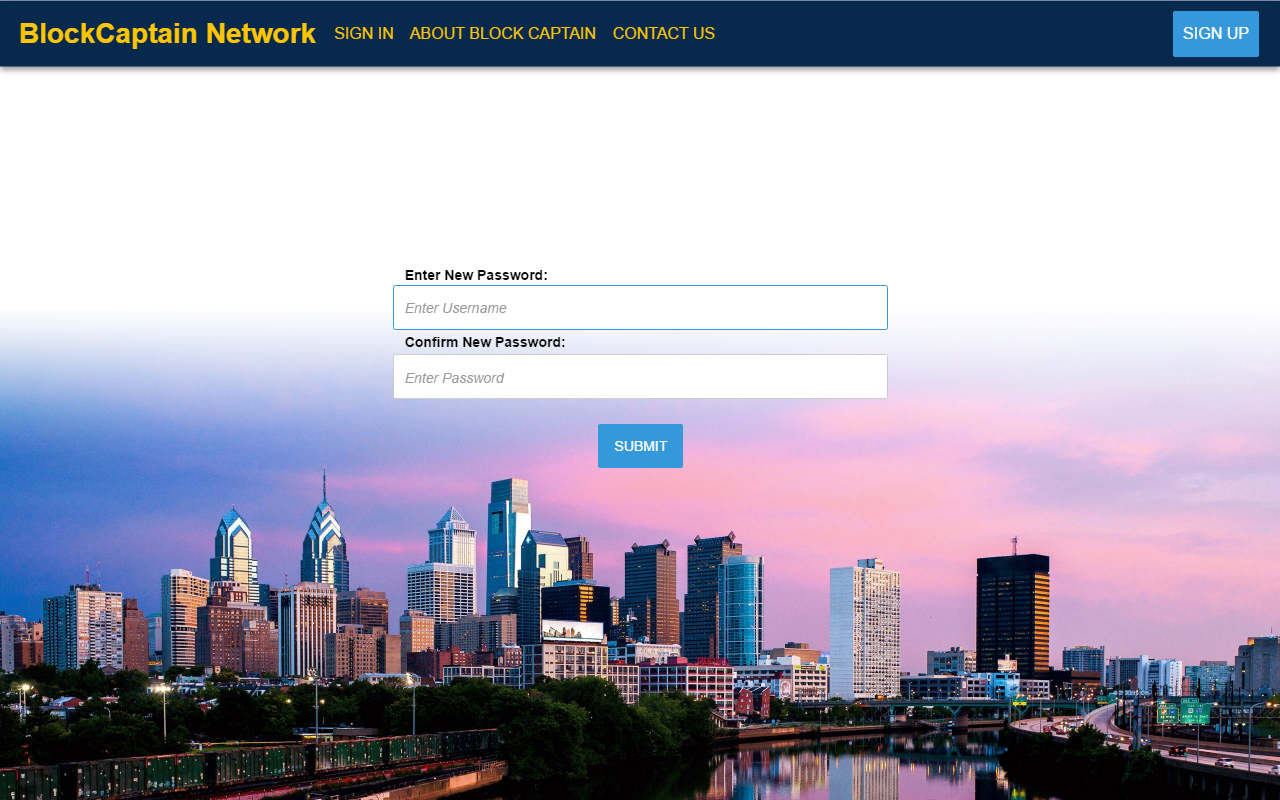 BlockCaptain Network SIGN IN ABOUT BLOCK CAPTAIN CONTACT US SIGN UP
Enter New Password:
Enter Username
Confirm New Password:
Enter Password
SUBMIT